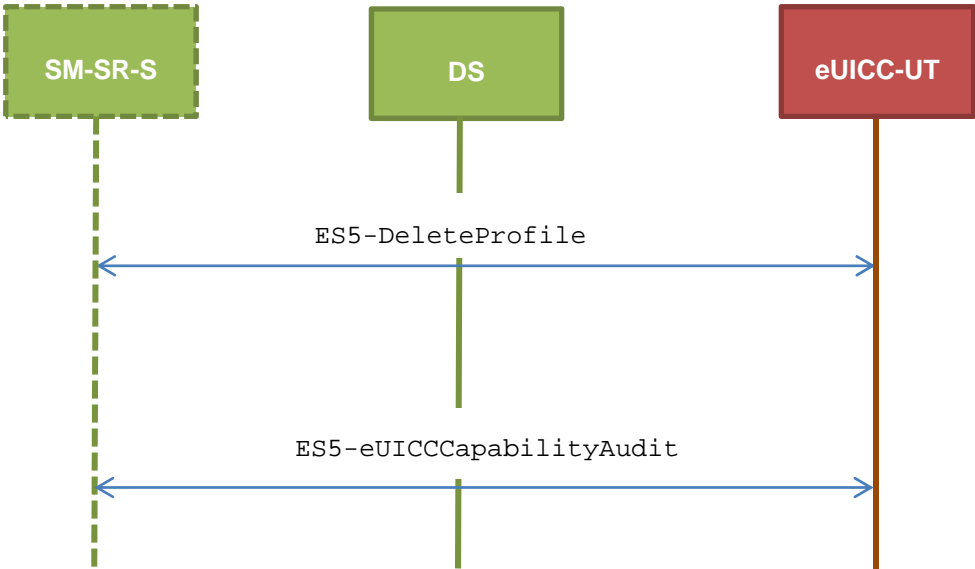 SM-SR-S
DS
eUICC-UT
ES5-DeleteProfile
ES5-eUICCCapabilityAudit